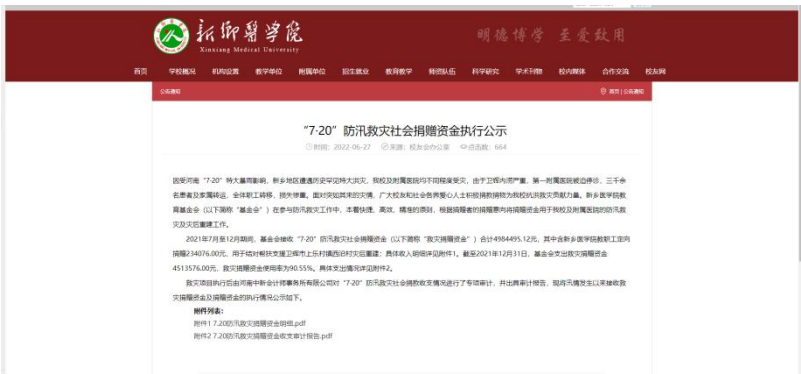 新乡医学院
Xinxiang Medical University
明德博学 至爱致用
首页 学校概况 机构设置 教学单位 附属单位 招生就业 教育教学 师资队伍 科学研究 学术刊物 校内媒体 合作交流 校友网
公告通知
首页 | 公告通知
“7·20”防汛救灾社会捐赠资金执行公示
时间：2022-06-27 来源：校友会办公室 点击数：664
因受河南“7·20”特大暴雨影响，新乡地区遭遇历史罕见特大洪灾，我校及附属医院均不同程度受灾，由于卫辉内涝严重，第一附属医院被迫停诊，三千余
名患者及家属转运，全体职工转移，损失惨重。面对突如其来的灾情，广大校友和社会各界爱心人士积极捐款捐物为我校抗洪救灾贡献力量。新乡医学院教
育基金会（以下简称“基金会”）在参与防汛救灾工作中，本着快捷、高效、精准的原则，根据捐赠者的捐赠意向将捐赠资金用于我校及附属医院的防汛救
灾及灾后重建工作。
2021年7月至12月期间，基金会接收“7·20”防汛救灾社会捐赠资金（以下简称“救灾捐赠资金”）合计4984495.12元，其中含新乡医学院教职工定向
捐赠234076.00元，用于结对帮扶支援卫辉市上乐村镇西沿村灾后重建；具体收入明细详见附件1。截至2021年12月31日，基金会支出救灾捐赠资金
4513576.00元，救灾捐赠资金使用率为90.55%。具体支出情况详见附件2。
救灾项目执行后由河南中新会计师事务所有限公司对“7·20”防汛救灾社会捐款收支情况进行了专项审计，并出具审计报告，现将汛情发生以来接收救
灾捐赠资金及捐赠资金的执行情况公示如下。
附件列表：
附件1 7.20防汛救灾捐赠资金明细.pdf
附件2 7.20防汛救灾捐赠资金收支审计报告.pdf